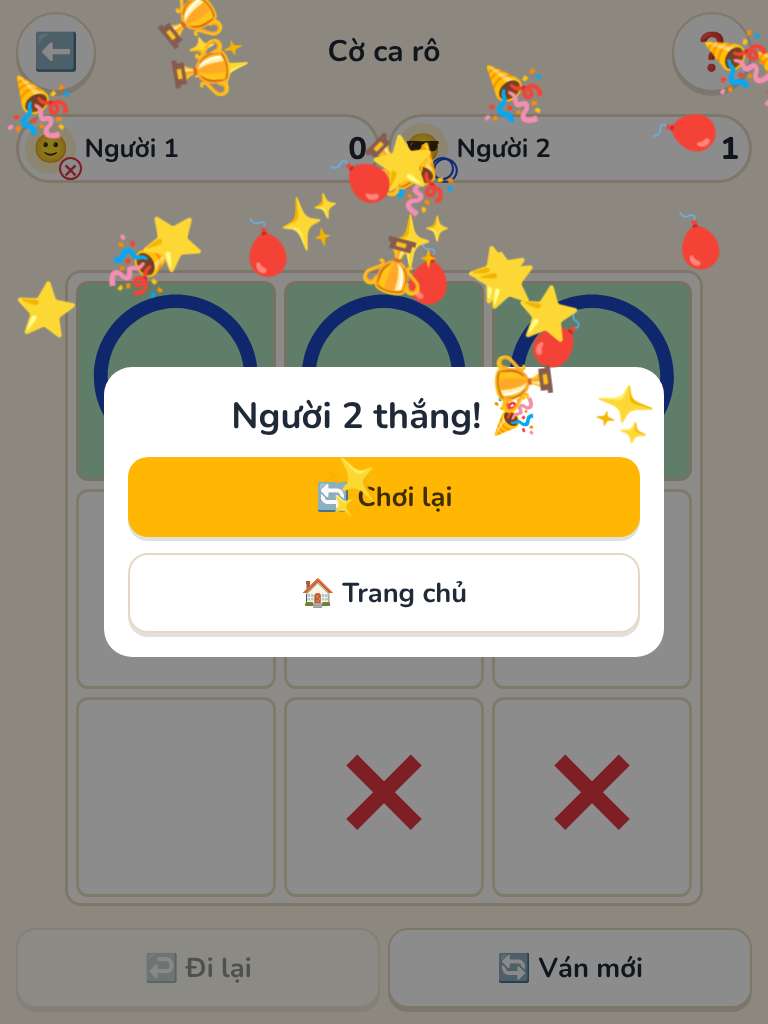 Cờ ca rô
Người 1 0
Người 2 1
Người 2 thắng!
Chơi lại
Trang chủ
Đi lại
Ván mới